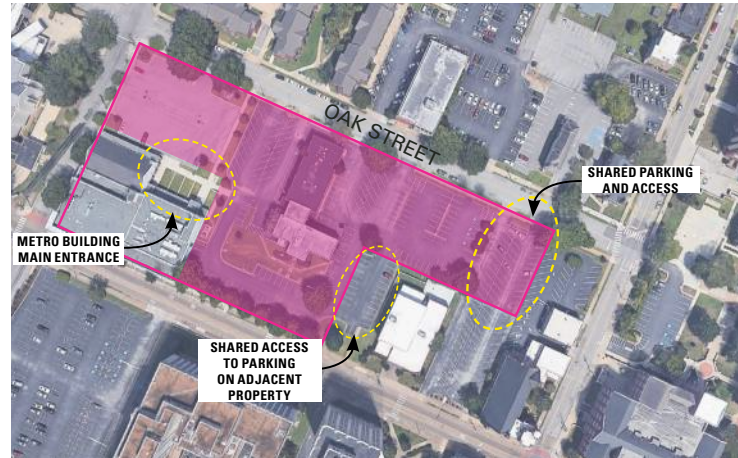 OAK STREET
SHARED PARKING
AND ACCESS
METRO BUILDING
MAIN ENTRANCE
SHARED ACCESS
TO PARKING
ON ADJACENT
PROPERTY